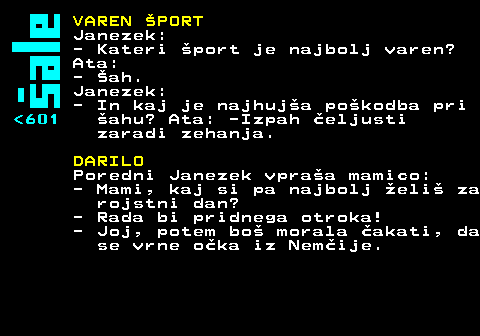 Šale
<601
VAREN ŠPORT
Janezek:
- Kateri šport je najbolj varen?
Ata:
- Šah.
Janezek:
- In kaj je najhujša poškodba pri
šahu? Ata: -Izpah čeljusti
zaradi zehanja.
DARILO
Poredni Janezek vpraša mamico:
- Mami, kaj si pa najbolj želiš za
rojstni dan?
- Rada bi pridnega otroka!
- Joj, potem boš morala čakati, da
se vrne očka iz Nemčije.